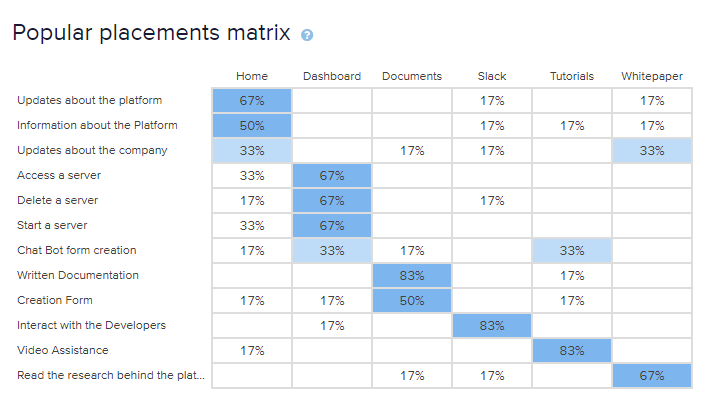 Popular placements matrix ?
Home Dashboard Documents Slack Tutorials Whitepaper
Updates about the platform 67% 17% 17%
Information about the Platform 50% 17% 17% 17%
Updates about the company 33% 17% 17% 33%
Access a server 33% 67%
Delete a server 17% 67% 17%
Start a server 33% 67%
Chat Bot form creation 17% 33% 17% 33%
Written Documentation 83% 17%
Creation Form 17% 17% 50% 17%
Interact with the Developers 17% 83%
Video Assistance 17% 83%
Read the research behind the plat... 17% 17% 67%